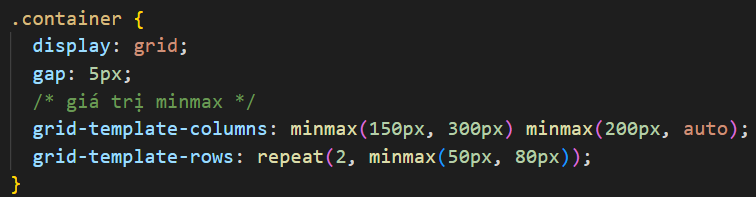 .container {
  display: grid;
  gap: 5px;
  /* giá trị minmax */
  grid-template-columns: minmax(150px, 300px) minmax(200px, auto);
  grid-template-rows: repeat(2, minmax(50px, 80px));
}